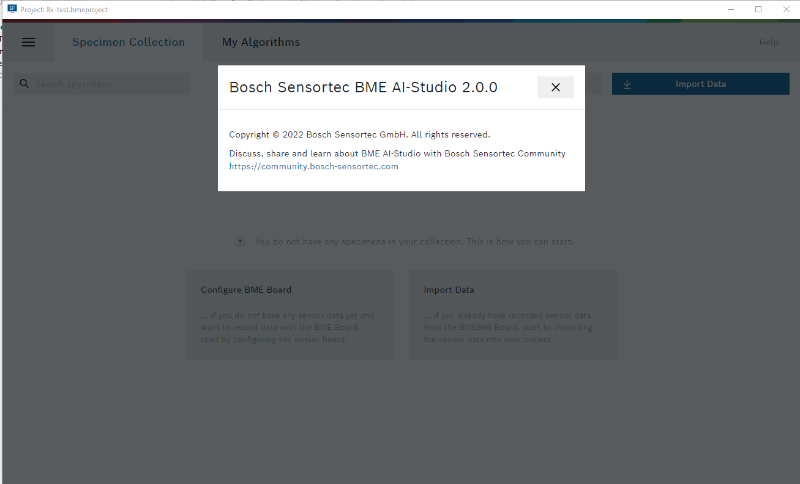 Project: 8x-test.bmeproject
Specimen Collection
My Algorithms
Help
Search specimens...
Import Data
Bosch Sensortec BME AI-Studio 2.0.0
Copyright © 2022 Bosch Sensortec GmbH. All rights reserved.
Discuss, share and learn about BME AI-Studio with Bosch Sensortec Community
https://community.bosch-sensortec.com
You do not have any specimens in your collection. This is how you can start:
Configure BME Board
... if you do not have any sensor data yet and
want to record data with the BME Board,
start by configuring the sensor board.
Import Data
... if you already have recorded sensor data
from the BME688 Board, start by importing
the sensor data into your project.